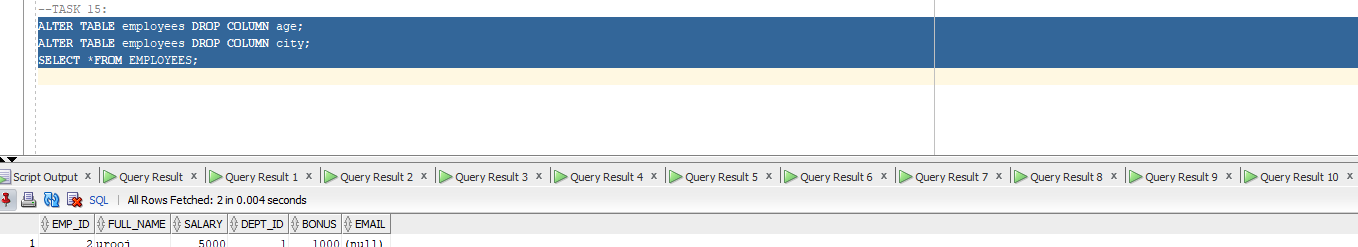 --TASK 15:
ALTER TABLE employees DROP COLUMN age;
ALTER TABLE employees DROP COLUMN city;
SELECT *FROM EMPLOYEES;
Script Output x Query Result x Query Result 1 x Query Result 2 x Query Result 3 x Query Result 4 x Query Result 5 x Query Result 6 x Query Result 7 x Query Result 8 x Query Result 9 x Query Result 10 x
SQL | All Rows Fetched: 2 in 0.004 seconds
EMP_ID FULL_NAME SALARY DEPT_ID BONUS EMAIL
1 2 urooj 5000 1 1000 (null)